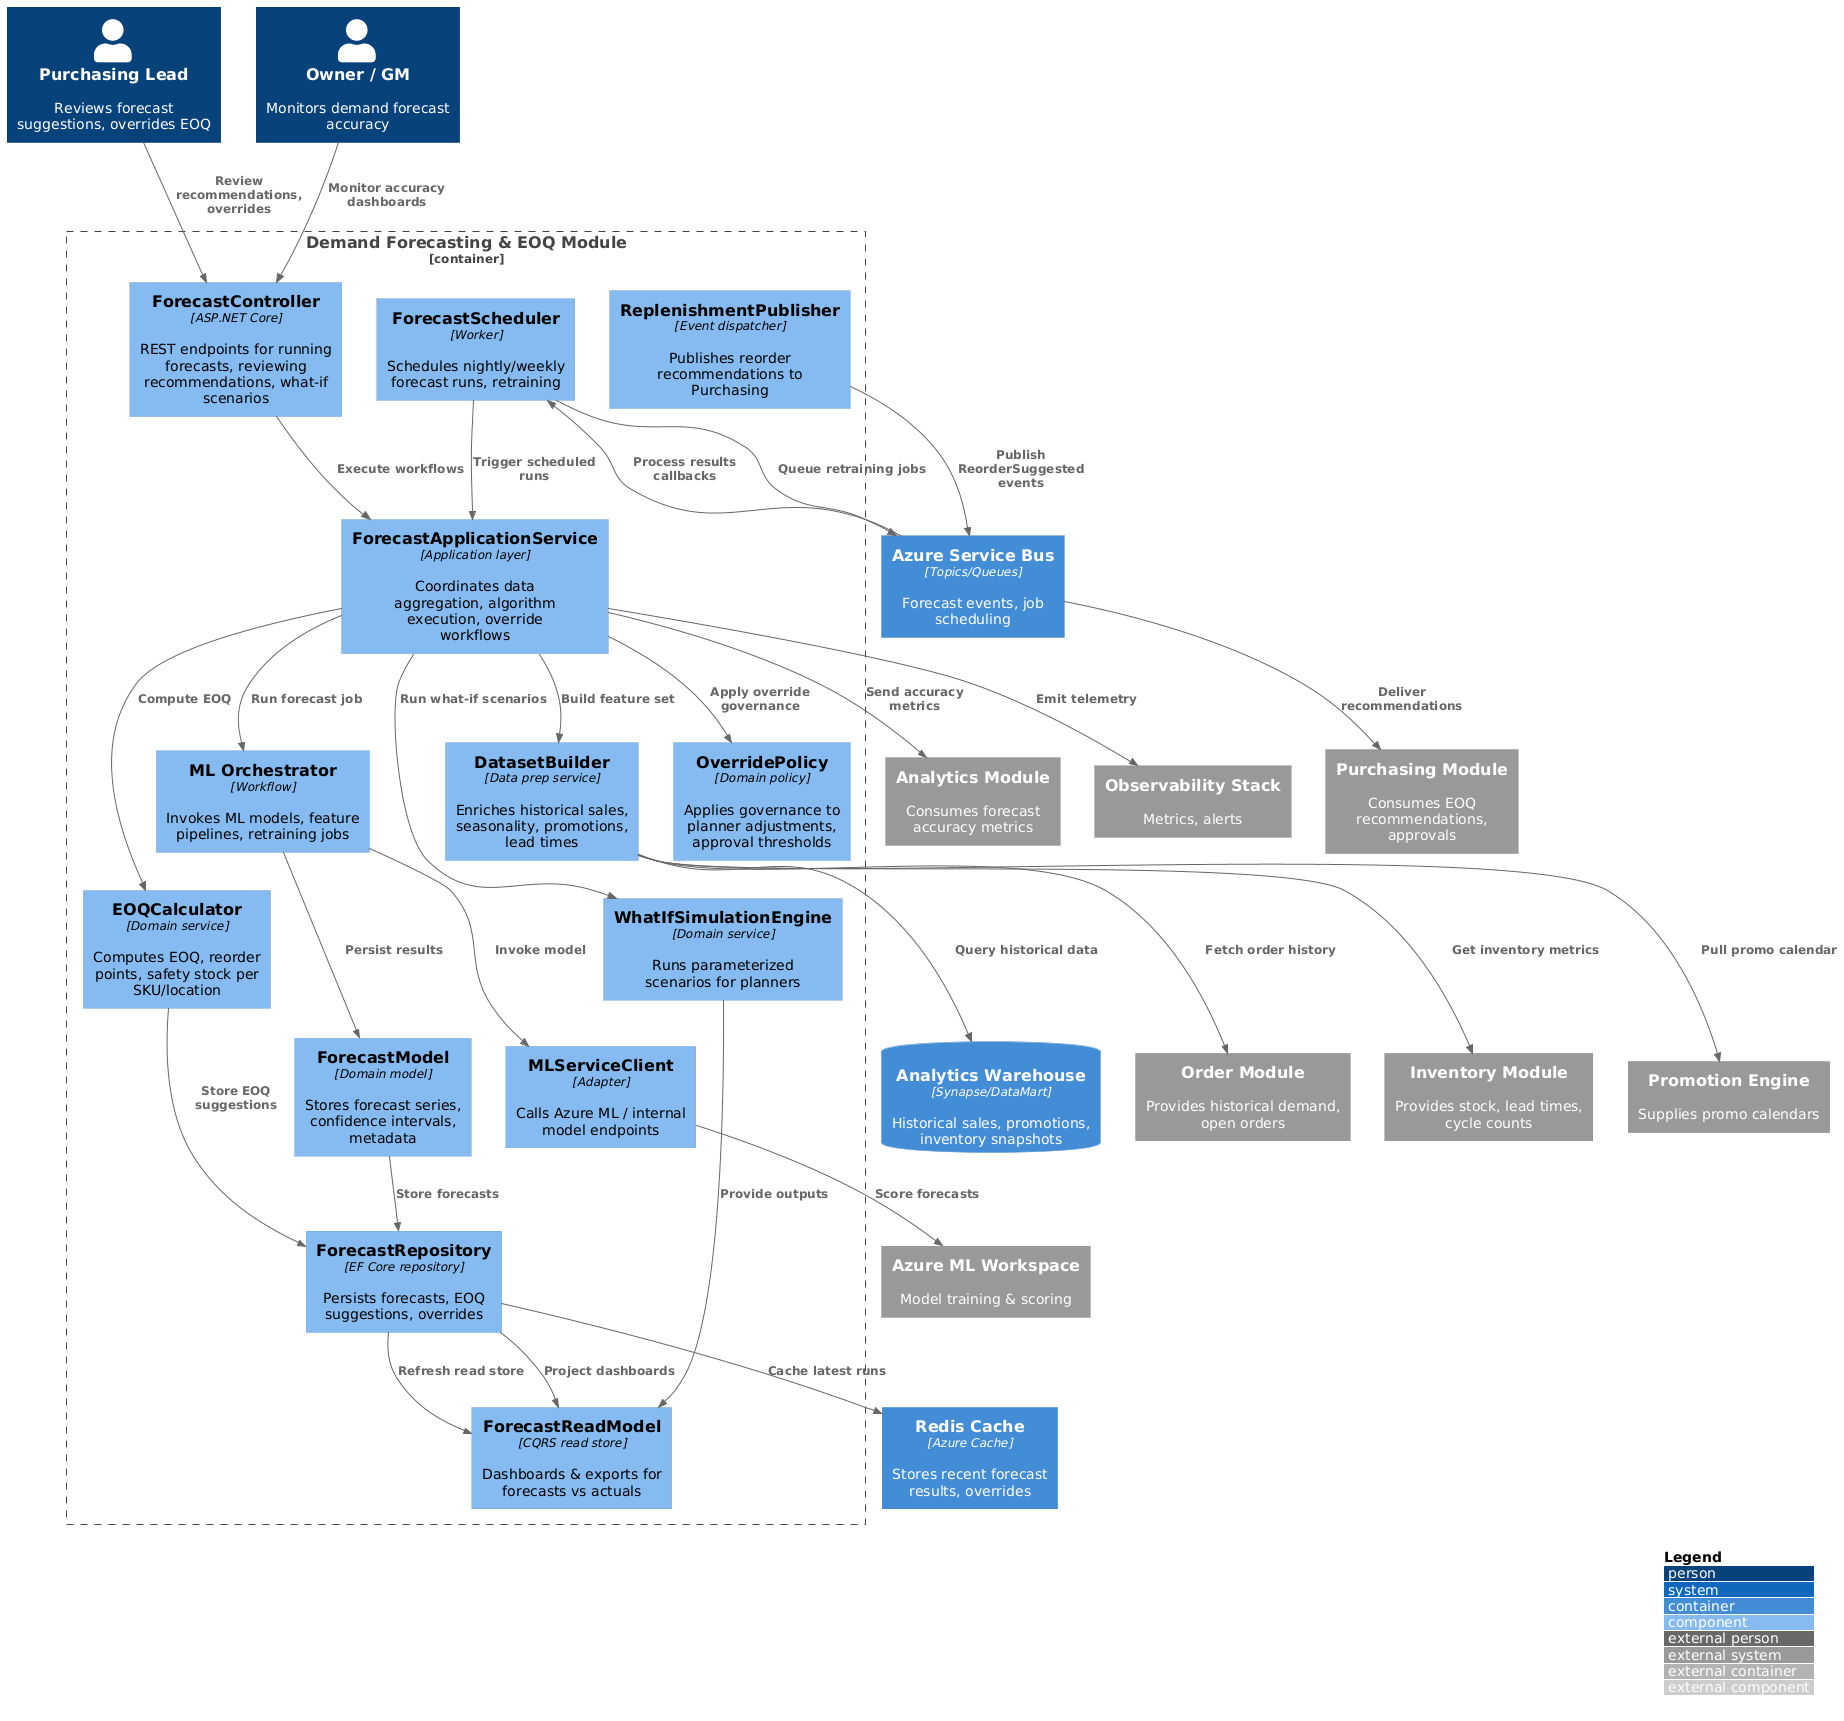 Purchasing Lead
Reviews forecast
suggestions, overrides EOQ
Owner / GM
Monitors demand forecast
accuracy
Review
recommendations,
overrides
Monitor accuracy
dashboards
Demand Forecasting & EOQ Module
[container]
ForecastController
[ASP.NET Core]
REST endpoints for running
forecasts, reviewing
recommendations, what-if
scenarios
ForecastScheduler
[Worker]
Schedules nightly/weekly
forecast runs, retraining
ReplenishmentPublisher
[Event dispatcher]
Publishes reorder
recommendations to
Purchasing
Execute workflows
Trigger scheduled
runs
Process results
callbacks
Queue retraining jobs
Publish
ReorderSuggested
events
ForecastApplicationService
[Application layer]
Coordinates data
aggregation, algorithm
execution, override
workflows
Azure Service Bus
[Topics/Queues]
Forecast events, job
scheduling
Compute EOQ
Run forecast job
Run what-if scenarios
Build feature set
Apply override
governance
Send accuracy
metrics
Emit telemetry
Deliver
recommendations
ML Orchestrator
[Workflow]
Invokes ML models, feature
pipelines, retraining jobs
DatasetBuilder
[Data prep service]
Enriches historical sales,
seasonality, promotions,
lead times
OverridePolicy
[Domain policy]
Applies governance to
planner adjustments,
approval thresholds
Analytics Module
Consumes forecast
accuracy metrics
Observability Stack
Metrics, alerts
Purchasing Module
Consumes EOQ
recommendations,
approvals
EOQCalculator
[Domain service]
Computes EOQ, reorder
points, safety stock per
SKU/location
Persist results
Invoke model
WhatIfSimulationEngine
[Domain service]
Runs parameterized
scenarios for planners
Query historical data
Fetch order history
Get inventory metrics
Pull promo calendar
Store EOQ
suggestions
ForecastModel
[Domain model]
Stores forecast series,
confidence intervals,
metadata
MLServiceClient
[Adapter]
Calls Azure ML / internal
model endpoints
Analytics Warehouse
[Synapse/DataMart]
Historical sales, promotions,
inventory snapshots
Order Module
Provides historical demand,
open orders
Inventory Module
Provides stock, lead times,
cycle counts
Promotion Engine
Supplies promo calendars
Store forecasts
Provide outputs
Score forecasts
ForecastRepository
[EF Core repository]
Persists forecasts, EOQ
suggestions, overrides
Azure ML Workspace
Model training & scoring
Refresh read store
Project dashboards
Cache latest runs
ForecastReadModel
[CQRS read store]
Dashboards & exports for
forecasts vs actuals
Redis Cache
[Azure Cache]
Stores recent forecast
results, overrides
Legend
person
system
container
component
external person
external system
external container
external component